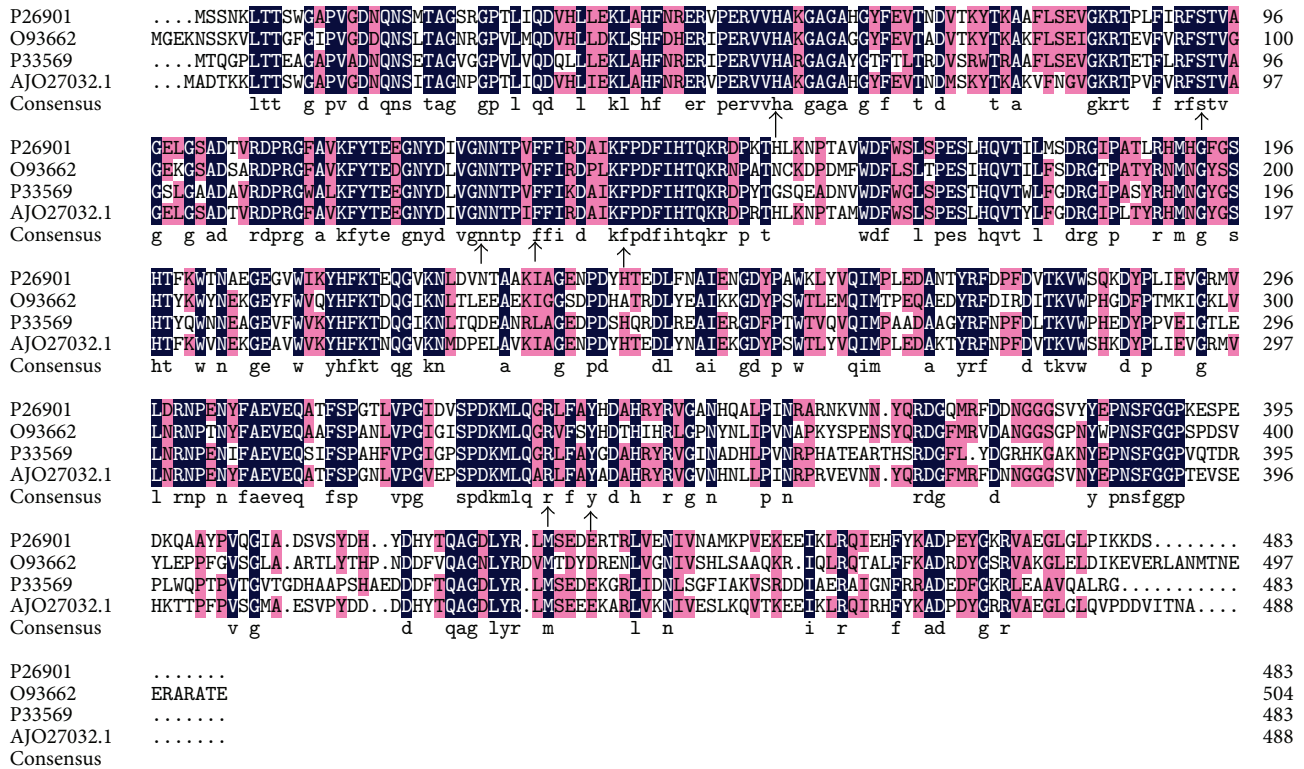 P26901 ....MSSNKLTTSWGAPVGDNQNSMTAGSRGPTLIQDVHLLEKLAHFNRERVPERVVHAKGAGAHGYFEVTNDVTKYTKAAFLSEVGKRTPLFIRFSTVA 96
O93662 MGEKNSSKVLTTGFGIPVGDDQNSLTAGNRGPVLMQDVHLLDKLSHFDHERIPERVVHAKGAGAGGYFEVTADVTKYTKAKFLSEIGKRTEVFVRFSTVG 100
P33569 ....MTQGPLTTEAGAPVADNQNSETAGVGGPVLVQDQLLLEKLAHFNRERIPERVVHARGAGAYGTFTLTRDVSRWTRAAFLSEVGKRTETFLRFSTVA 96
AJO27032.1 ...MADTKKLTTSWGAPVGDNQNSITAGNPGPTLIQDVHLIEKLAHFNRERVPERVVHAKGAGAHGYFEVTNDMSKYTKAKVFNGVGKRTPVFVRFSTVA 97
Consensus ltt g pv d qns tag gp l qd l kl hf er pervvha gaga g f t d t a gkrt f rfstv
P26901 GELGSADTVRDPRGFAVKFYTEEGNYDIVGNNTPVFFIRDAIKFPDFIHTQKRDPKTHLKNPTAVWDFWSLSPESLHQVTILMSDRGIPATLRHMHGFGS 196
O93662 GEKGSADSARDPRGFAVKFYTEDGNYDLVGNNTPVFFIRDPLKFPDFIHTQKRNPATNCKDPDMFWDFLSLTPESIHQVTILFSDRGTPATYRNMNGYSS 200
P33569 GSLGAADAVRDPRGWALKFYTEEGNYDLVGNNTPVFFIKDAIKFPDFIHTQKRDPYTGSQEADNVWDFWGLSPESTHQVTWLFGDRGIPASYRHMNGYGS 196
AJO27032.1 GELGSADTVRDPRGFAVKFYTEEGNYDIVGNNTPIFFIRDAIKFPDFIHTQKRDPRTHLKNPTAMWDFWSLSPESLHQVTYLFGDRGIPLTYRHMNGYGS 197
Consensus g g ad rdprg a kfyte gnyd vgnntp ffi d kfpdfihtqkr p t wdf l pes hqvt l drg p r m g s
P26901 HTFKWTNAEGEGVWIKYHFKTEQGVKNLDVNTAAKIAGENPDYHTEDLFNAIENGDYPAWKLYVQIMPLEDANTYRFDPFDVTKVWSQKDYPLIEVGRMV 296
O93662 HTYKWYNEKGEYFWVQYHFKTDQGIKNLTLEEAEKIGGSDPDHATRDLYEAIKKGDYPSWTLEMQIMTPEQAEDYRFDIRDITKVWPHGDFPTMKIGKLV 300
P33569 HTYQWNNEAGEVFWVKYHFKTDQGIKNLTQDEANRLAGEDPDSHQRDLREAIERGDFPTWTVQVQIMPAADAAGYRFNPFDLTKVWPHEDYPPVEIGTLE 296
AJO27032.1 HTFKWVNEKGEAVWVKYHFKTNQGVKNMDPELAVKIAGENPDYHTEDLYNAIEKGDYPSWTLYVQIMPLEDAKTYRFNPFDVTKVWSHKDYPLIEVGRMV 297
Consensus ht w n ge w yhfkt qg kn a g pd dl ai gd p w qim a yrf d tkvw d p g
P26901 LDRNPENYFAEVEQATFSPGTLVPGIDVSPDKMLQGRLFAYHDAHRYRVGANHQALPINRARNKVNN.YQRDGQMRFDDNGGGSVYYEPNSFGGPKESPE 395
O93662 LNRNPTNYFAEVEQAAFSPANLVPGIGISPDKMLQGRVFSYHDTHIHRLGPNYNLIPVNAPKYSPENSYQRDGFMRVDANGGSGPNYWPNSFGGPSPDSV 400
P33569 LNRNPENIFAEVEQSIFSPAHFVPGIGPSPDKMLQGRLFAYGDAHRYRVGINADHLPVNRPHATEARTHSRDGFL.YDGRHKGAKNYEPNSFGGPVQTDR 395
AJO27032.1 LNRNPENYFAEVEQATFSPGNLVPGVEPSPDKMLQARLFAYADAHRYRVGVNHNLLPINRPRVEVNN.YQRDGFMRFDNNGGGSVNYEPNSFGGPTEVSE 396
Consensus l rnp n faeveq fsp vpg spdkmlq r f y d h r g n p n rdg d y pnsfggp
P26901 DKQAAYPVQGIA.DSVSYDH..YDHYTQAGDLYR.LMSEDERTRLVENIVNAMKPVEKEEIKLRQIEHFYKADPEYGKRVAEGLGLPIKKDS....... 483
O93662 YLEPPFGVSGLA.ARTLYTHP.NDDFVQAGDLYRDVMTDYDRENLVGNIVSHLSAAQKR.IQLRQTALFFKADRDYGSRVAKGLELDIKEVERLANMTNE 497
P33569 PLWQPTPVTGVTGDHAAPSHAEDDDFTQAGDLYR.LMSEDEKGRLIDNLSGFIAKVSRDDIAERAIGNFRRADEDFGKRLEAAVQALRG.......... 483
AJO27032.1 HKTTPFPVSGMA.ESVPYDD..DDHYTQAGDLYR.LMSEEEKARLVKNIVESLKQVTKEEIKLRQIRHFYKADPDYGRRVAEGLGLQVPDDVITNA.... 488
Consensus v g d qag lyr m l n i r f ad g r
P26901 ....... 483
O93662 ERARATE 504
P33569 ....... 483
AJO27032.1 ....... 488
Consensus